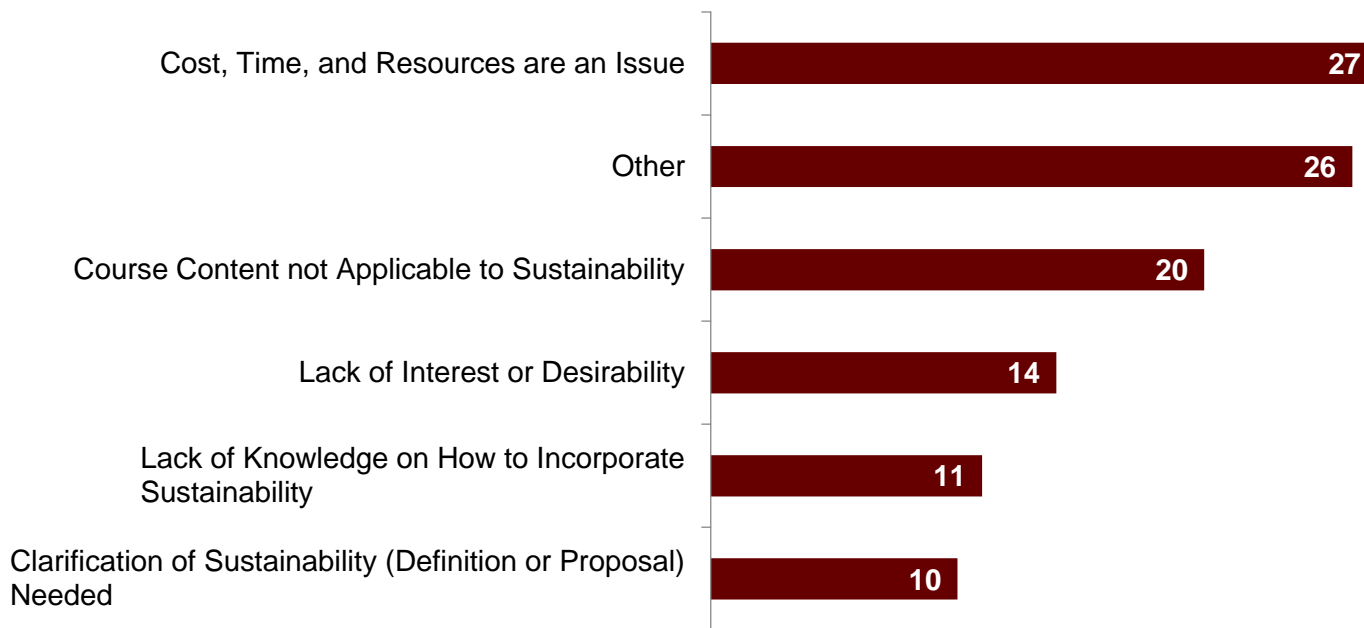 Cost, Time, and Resources are an Issue
27
Other
26
Course Content not Applicable to Sustainability
20
Lack of Interest or Desirability
14
Lack of Knowledge on How to Incorporate
Sustainability
11
Clarification of Sustainability (Definition or Proposal)
Needed
10